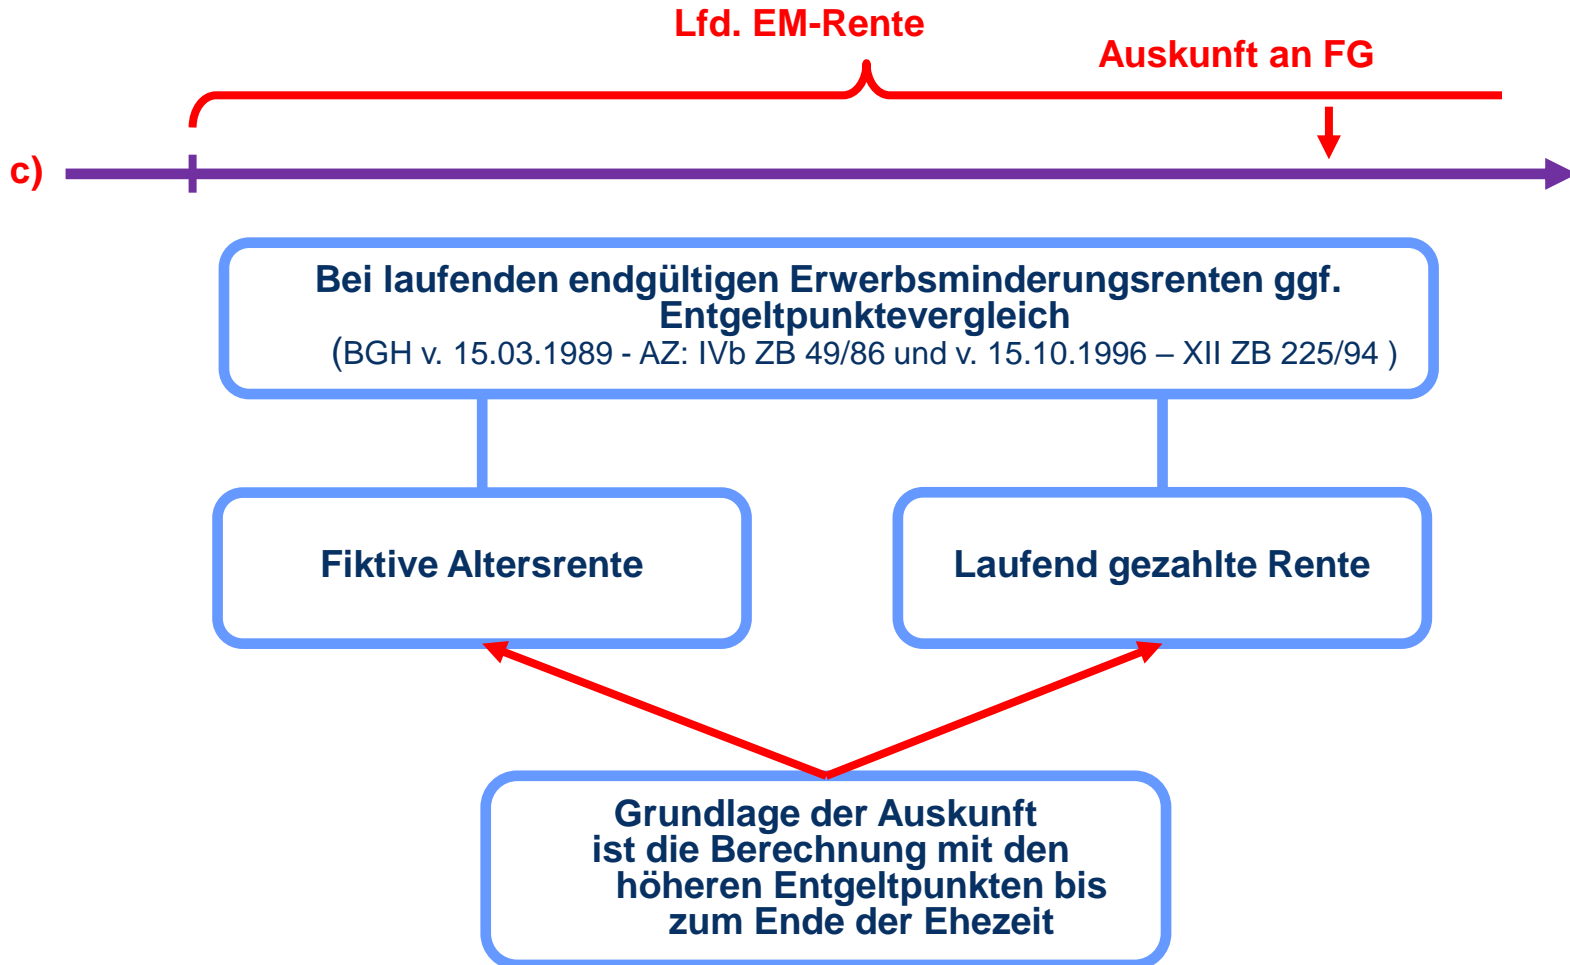 Lfd. EM-Rente
Auskunft an FG
c)
Bei laufenden endgültigen Erwerbsminderungsrenten ggf.
Entgeltpunktevergleich
(BGH v. 15.03.1989 - AZ: IVb ZB 49/86 und v. 15.10.1996 – XII ZB 225/94 )
Fiktive Altersrente
Laufend gezahlte Rente
Grundlage der Auskunft
ist die Berechnung mit den
höheren Entgeltpunkten bis
zum Ende der Ehezeit